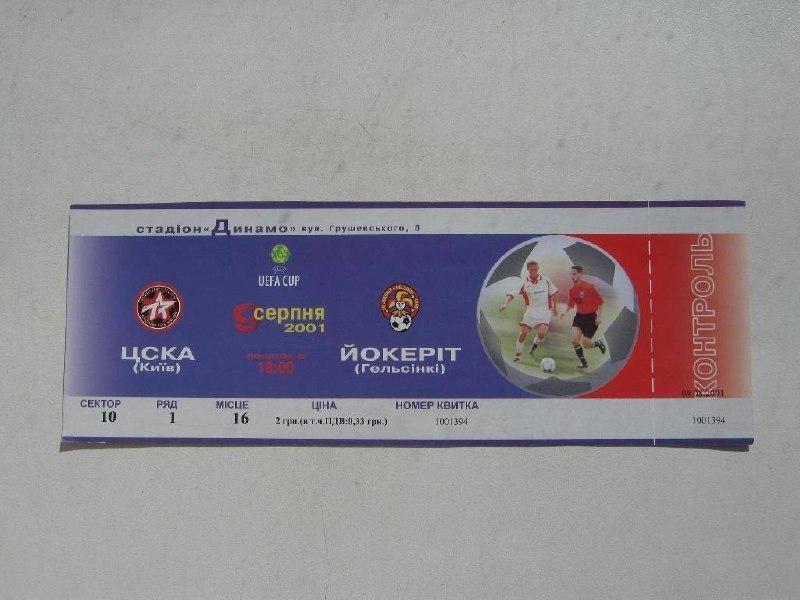 стадіон «Динамо» вул. Грушевського, 3
UEFA CUP
9 серпня
2001
ЦСКА
(Київ)
початок о
18:00
ЙОКЕРІТ
(Гельсінкі)
КОНТРОЛЬ
СЕКТОР РЯД МІСЦЕ ЦІНА НОМЕР КВИТКА
10 1 16 2 грн.(в т.ч.ПДВ:0,33 грн.) 1001394
1001394